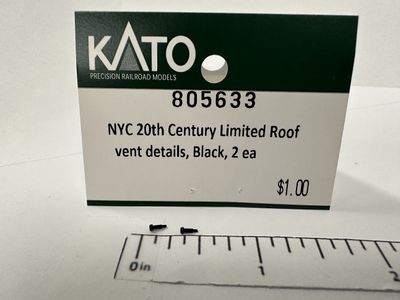 KATO
PRECISION RAILROAD MODELS
805633
NYC 20th Century Limited Roof
vent details, Black, 2 ea
$1.00
0in 1 2